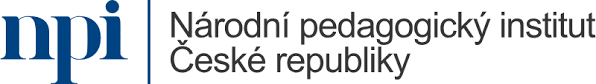 npi
Národní pedagogický institut
České republiky